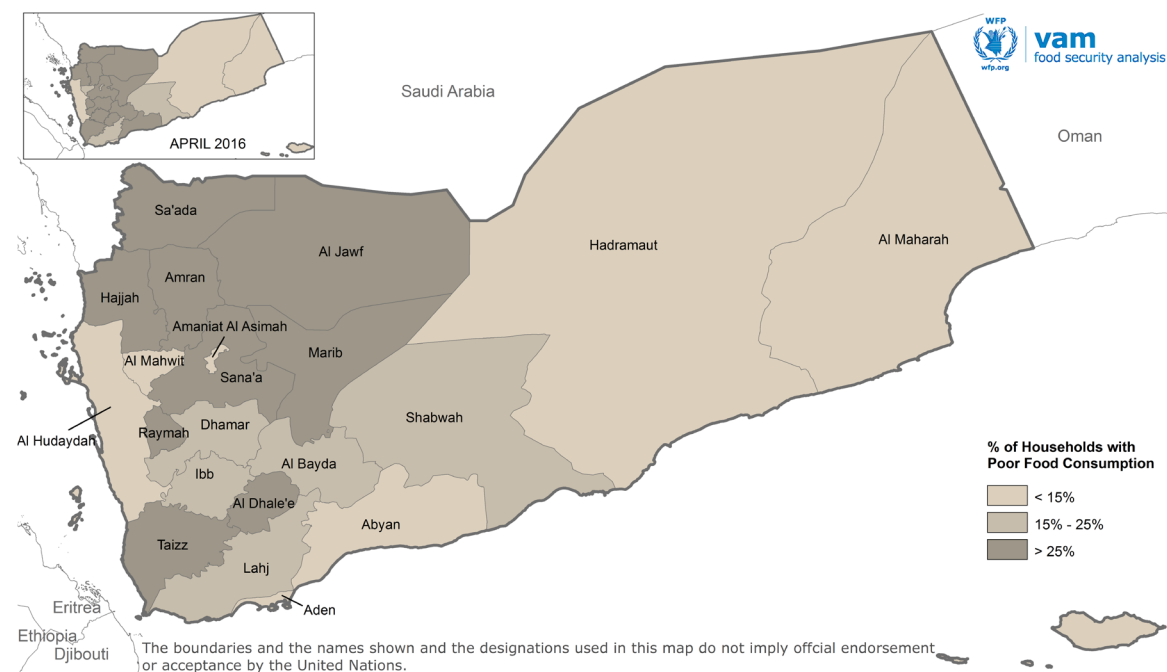 APRIL 2016
Saudi Arabia
WFP
wfp.org
vam
food security analysis
Oman
Sa'ada
Al Jawf
Hadramaut
Al Maharah
Amran
Hajjah
Amaniat Al Asimah
Marib
Al Mahwit
Sana'a
Shabwah
Dhamar
Raymah
Al Hudaydah
Al Bayda
Ibb
Al Dhale'e
Abyan
Taizz
Lahj
Aden
% of Households with
Poor Food Consumption
< 15%
15% - 25%
> 25%
Eritrea
Ethiopia
Djibouti
The boundaries and the names shown and the designations used in this map do not imply offcial endorsement
or acceptance by the United Nations.